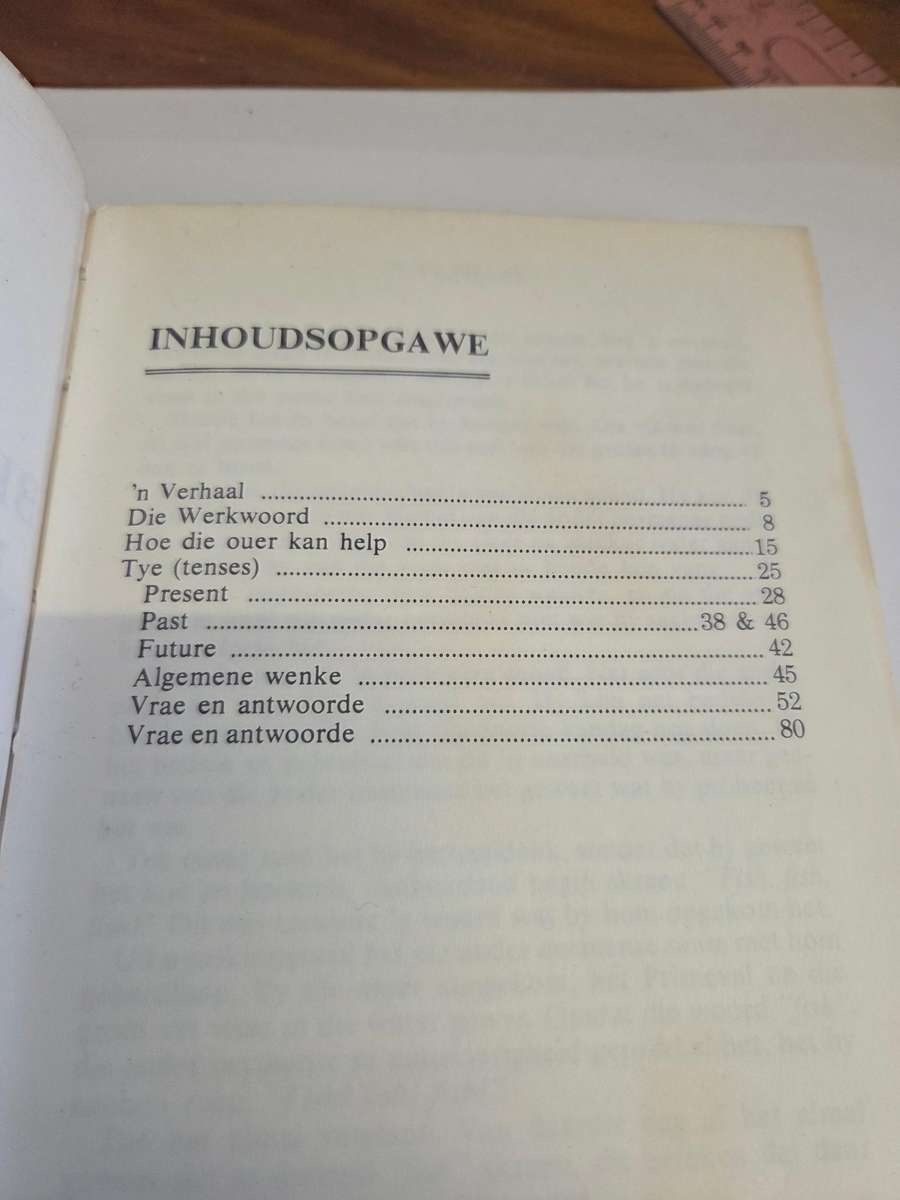 INHOUDSOPGAWE
'n Verhaal ........................ 5
Die Werkwoord ........................ 8
Hoe die ouer kan help ........................ 15
Tye (tenses) ........................ 25
Present ........................ 28
Past ........................ 38 & 46
Future ........................ 42
Algemene wenke ........................ 45
Vrae en antwoorde ........................ 52
Vrae en antwoorde ........................ 80